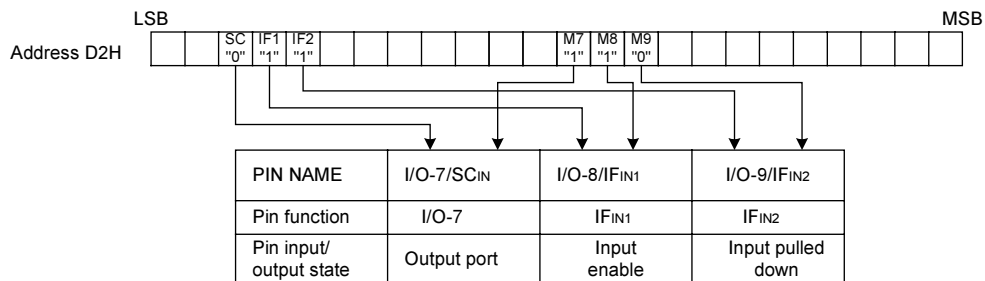 LSB MSB
Address D2H SC IF1 IF2 M7 M8 M9
"0" "1" "1" "1" "1" "0"
PIN NAME I/O-7/SCIN I/O-8/IFIN1 I/O-9/IFIN2
Pin function I/O-7 IFIN1 IFIN2
Pin input/ Output port Input Input pulled
output state enable down